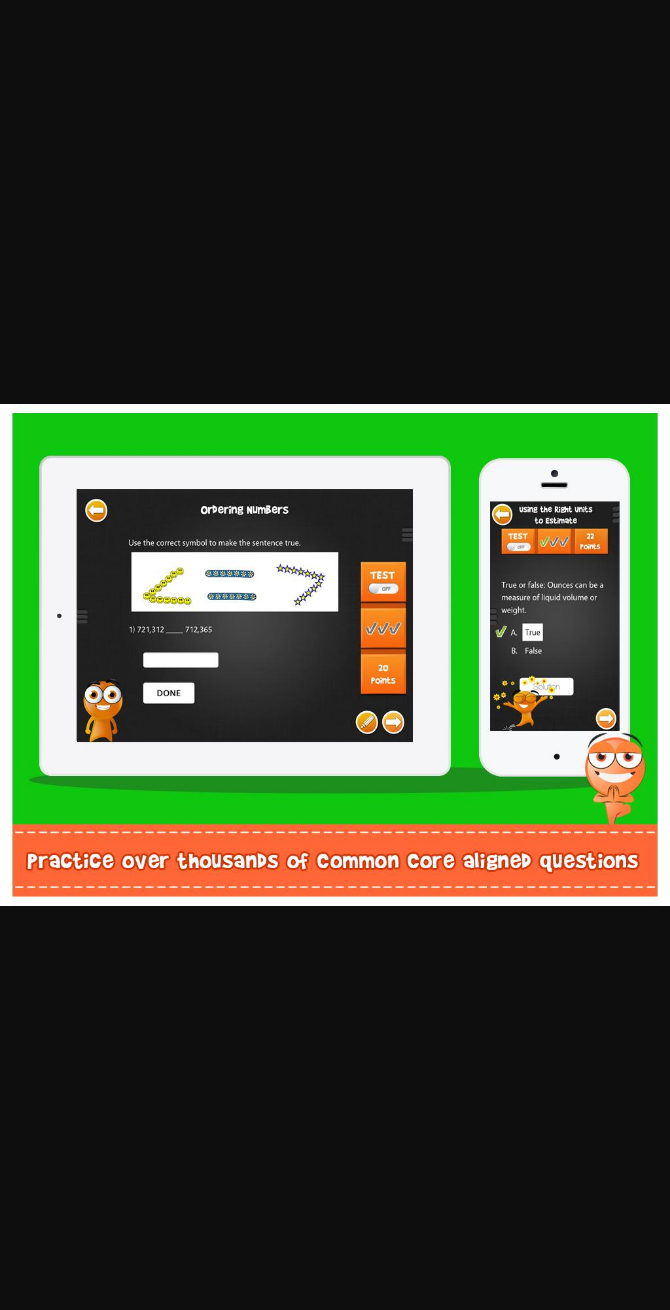 Ordering Numbers
Use the correct symbol to make the sentence true.
1) 721,312 ____ 712,365
DONE
TEST
OFF
20
Points
Using the Right Units
to Estimate
TEST
OFF
22
Points
True or false: Ounces can be a
measure of liquid volume or
weight.
A. True
B. False
Solution
Practice over thousands of Common Core aligned questions